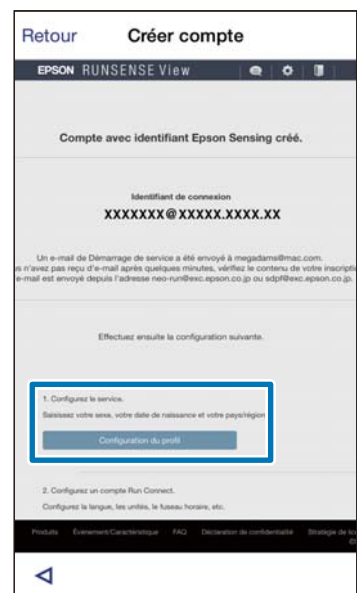 Retour Créer compte
EPSON RUNSENSE View
Compte avec identifiant Epson Sensing créé.
Identifiant de connexion
XXXXXXX@XXXXX.XXXX.XX
Un e-mail de Démarrage de service a été envoyé à megadams@mac.com.
s n'avez pas reçu d'e-mail après quelques minutes, vérifiez le contenu de votre inscripti
e-mail est envoyé depuis l'adresse neo-run@exc.epson.co.jp ou sdpf@exc.epson.co.jp.
Effectuez ensuite la configuration suivante.
1. Configurez le service.
Saisissez votre sexe, votre date de naissance et votre pays/région
Configuration du profil
2. Configurez un compte Run Connect.
Configurez la langue, les unités, le fuseau horaire, etc.
Produits Événement/Caractéristique FAQ Déclaration de confidentialité Stratégie de